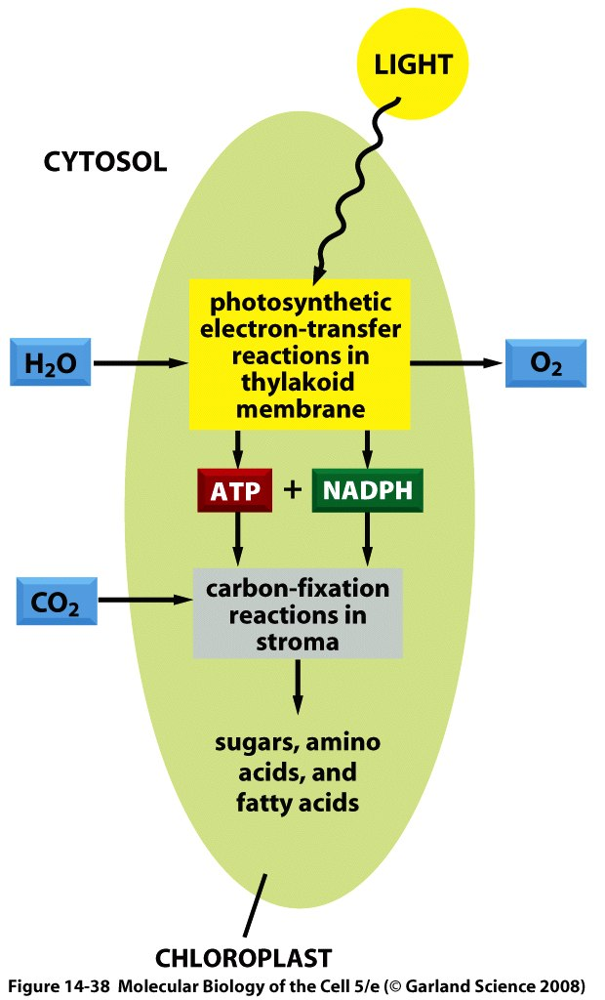 LIGHT
CYTOSOL
photosynthetic
electron-transfer
reactions in
thylakoid
membrane
H₂O
O₂
ATP + NADPH
carbon-fixation
reactions in
stroma
CO₂
sugars, amino
acids, and
fatty acids
CHLOROPLAST
Figure 14-38 Molecular Biology of the Cell 5/e (© Garland Science 2008)